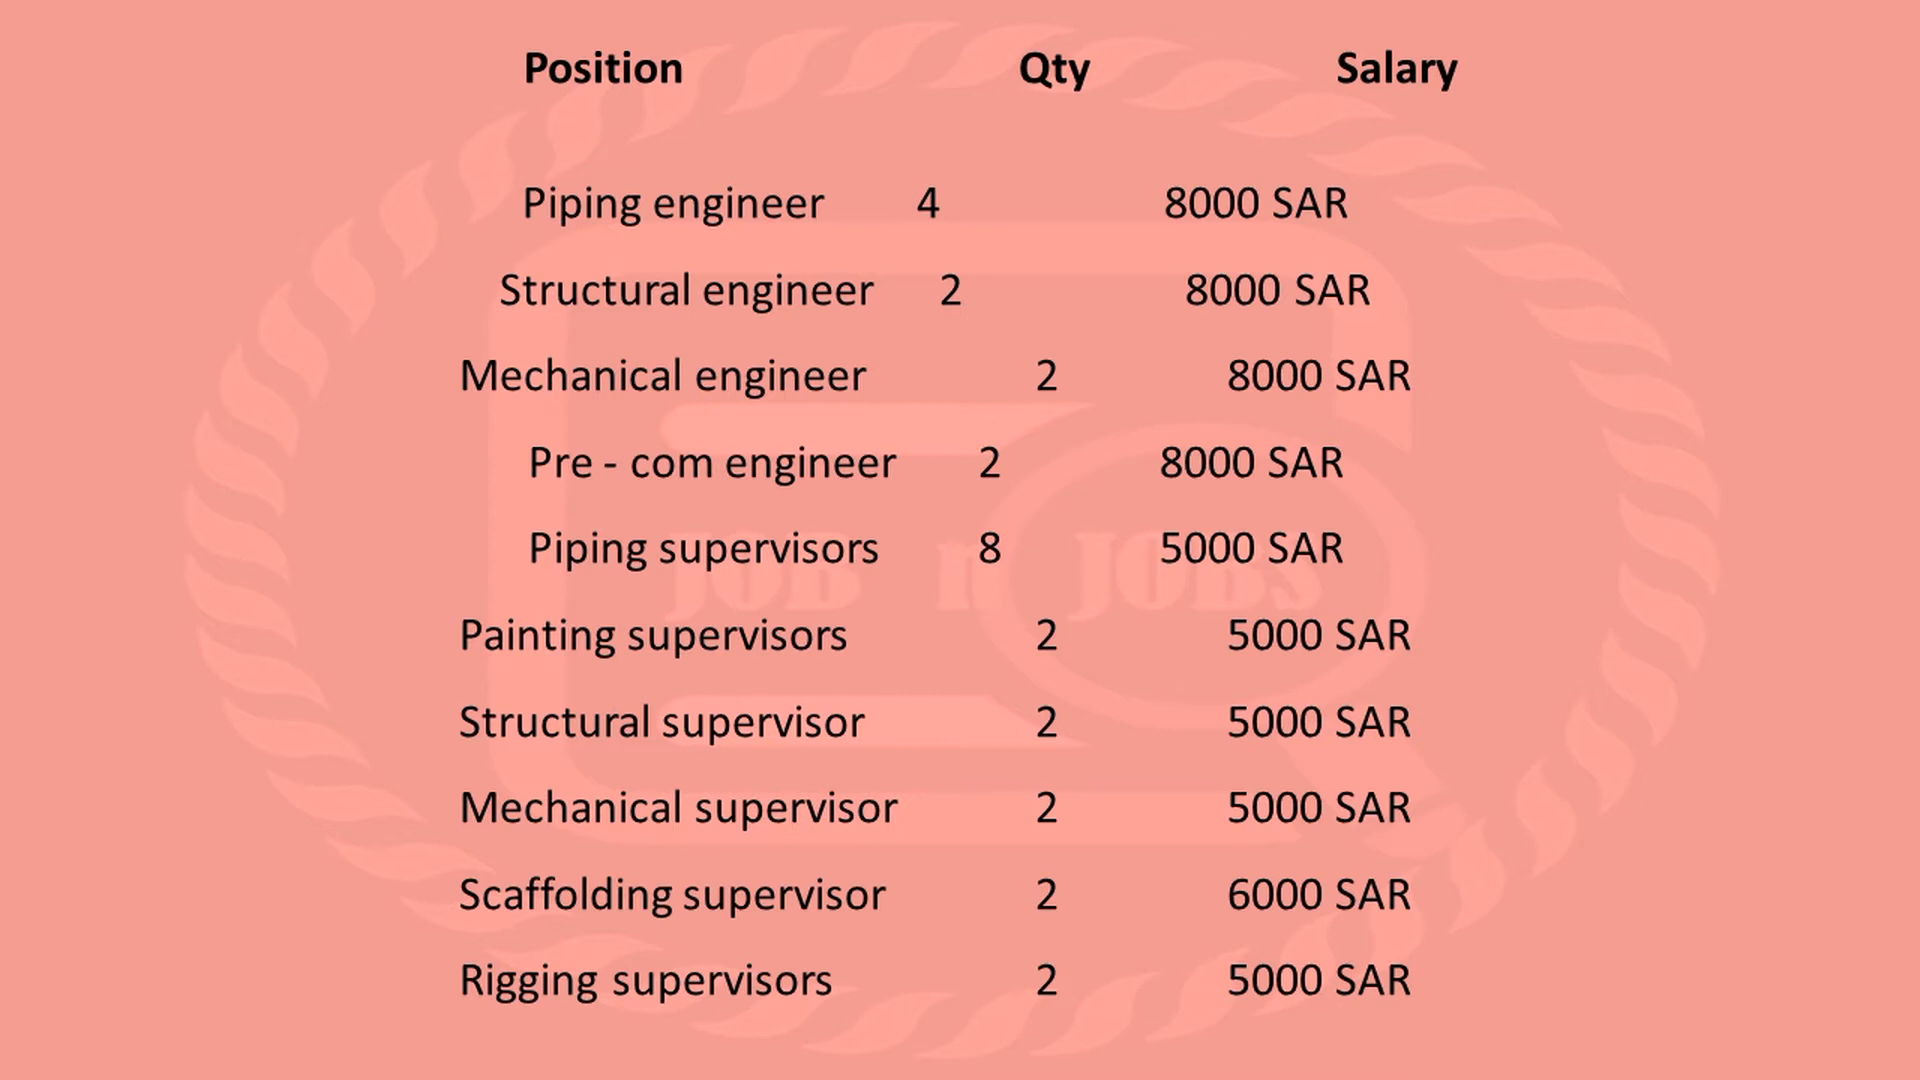 Position Qty Salary
Piping engineer 4 8000 SAR
Structural engineer 2 8000 SAR
Mechanical engineer 2 8000 SAR
Pre - com engineer 2 8000 SAR
Piping supervisors 8 5000 SAR
JOB n JOBs
Painting supervisors 2 5000 SAR
Structural supervisor 2 5000 SAR
Mechanical supervisor 2 5000 SAR
Scaffolding supervisor 2 6000 SAR
Rigging supervisors 2 5000 SAR